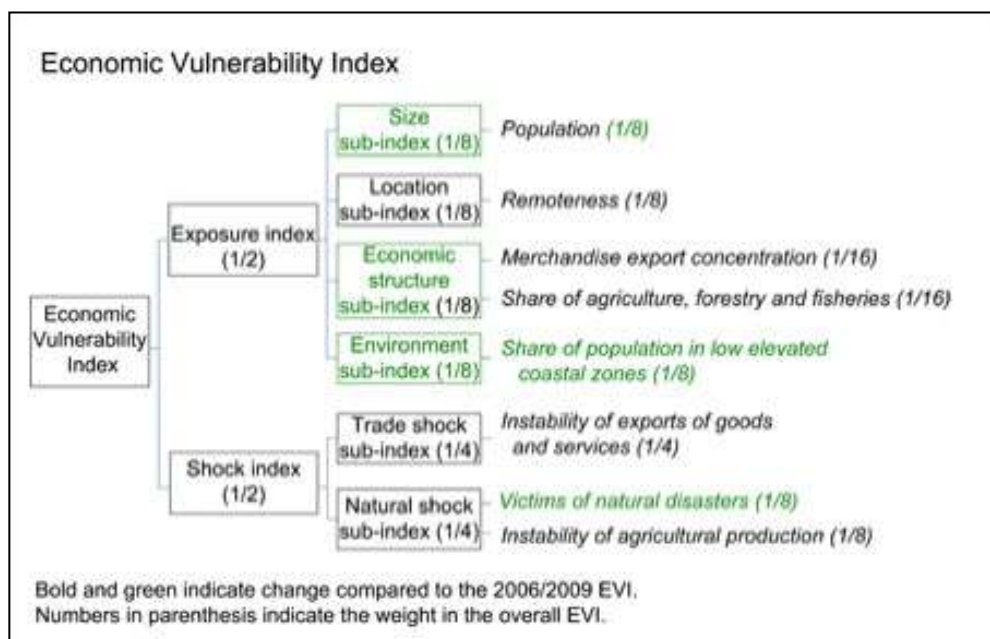 Economic Vulnerability Index
Size
sub-index (1/8)
Population (1/8)
Location
sub-index (1/8)
Remoteness (1/8)
Exposure index
(1/2)
Economic
structure
sub-index (1/8)
Merchandise export concentration (1/16)
Share of agriculture, forestry and fisheries (1/16)
Economic
Vulnerability
Index
Environment
sub-index (1/8)
Share of population in low elevated
coastal zones (1/8)
Trade shock
sub-index (1/4)
Instability of exports of goods
and services (1/4)
Shock index
(1/2)
Natural shock
sub-index (1/4)
Victims of natural disasters (1/8)
Instability of agricultural production (1/8)
Bold and green indicate change compared to the 2006/2009 EVI.
Numbers in parenthesis indicate the weight in the overall EVI.